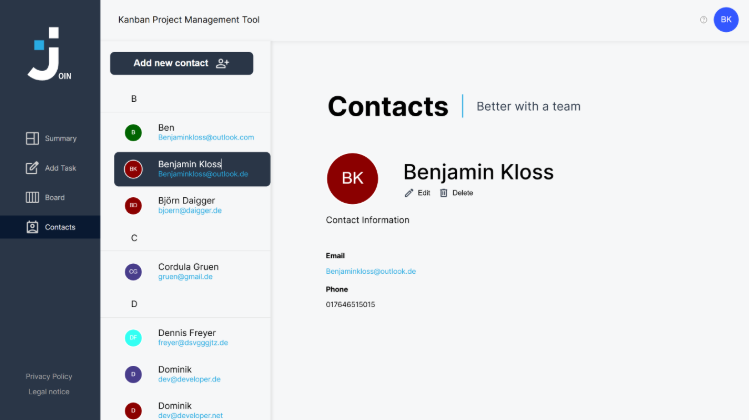 JOIN
Summary
Add Task
Board
Contacts
Privacy Policy
Legal notice
Kanban Project Management Tool
BK
Add new contact
B
B
Ben
Benjaminkloss@outlook.com
BK
Benjamin Kloss
Benjaminkloss@outlook.de
BD
Björn Daigger
bjoern@daigger.de
C
CG
Cordula Gruen
gruen@gmail.de
D
DF
Dennis Freyer
freyer@dsvgggjtz.de
D
Dominik
dev@developer.de
D
Dominik
dev@developer.net
Contacts
Better with a team
BK
Benjamin Kloss
Edit
Delete
Contact Information
Email
Benjaminkloss@outlook.de
Phone
017646515015